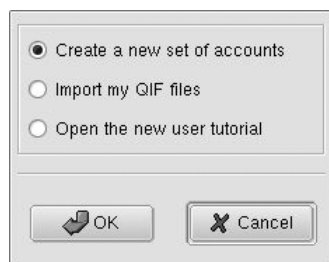 Create a new set of accounts
Import my QIF files
Open the new user tutorial
OK
Cancel